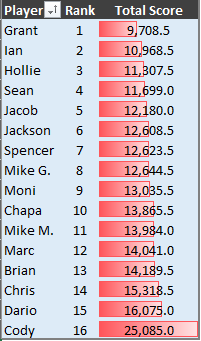 Player Rank Total Score
Grant 1 9,708.5
Ian 2 10,968.5
Hollie 3 11,307.5
Sean 4 11,699.0
Jacob 5 12,180.0
Jackson 6 12,608.5
Spencer 7 12,623.5
Mike G. 8 12,644.5
Moni 9 13,035.5
Chapa 10 13,865.5
Mike M. 11 13,984.0
Marc 12 14,041.0
Brian 13 14,189.5
Chris 14 15,318.5
Dario 15 16,075.0
Cody 16 25,085.0